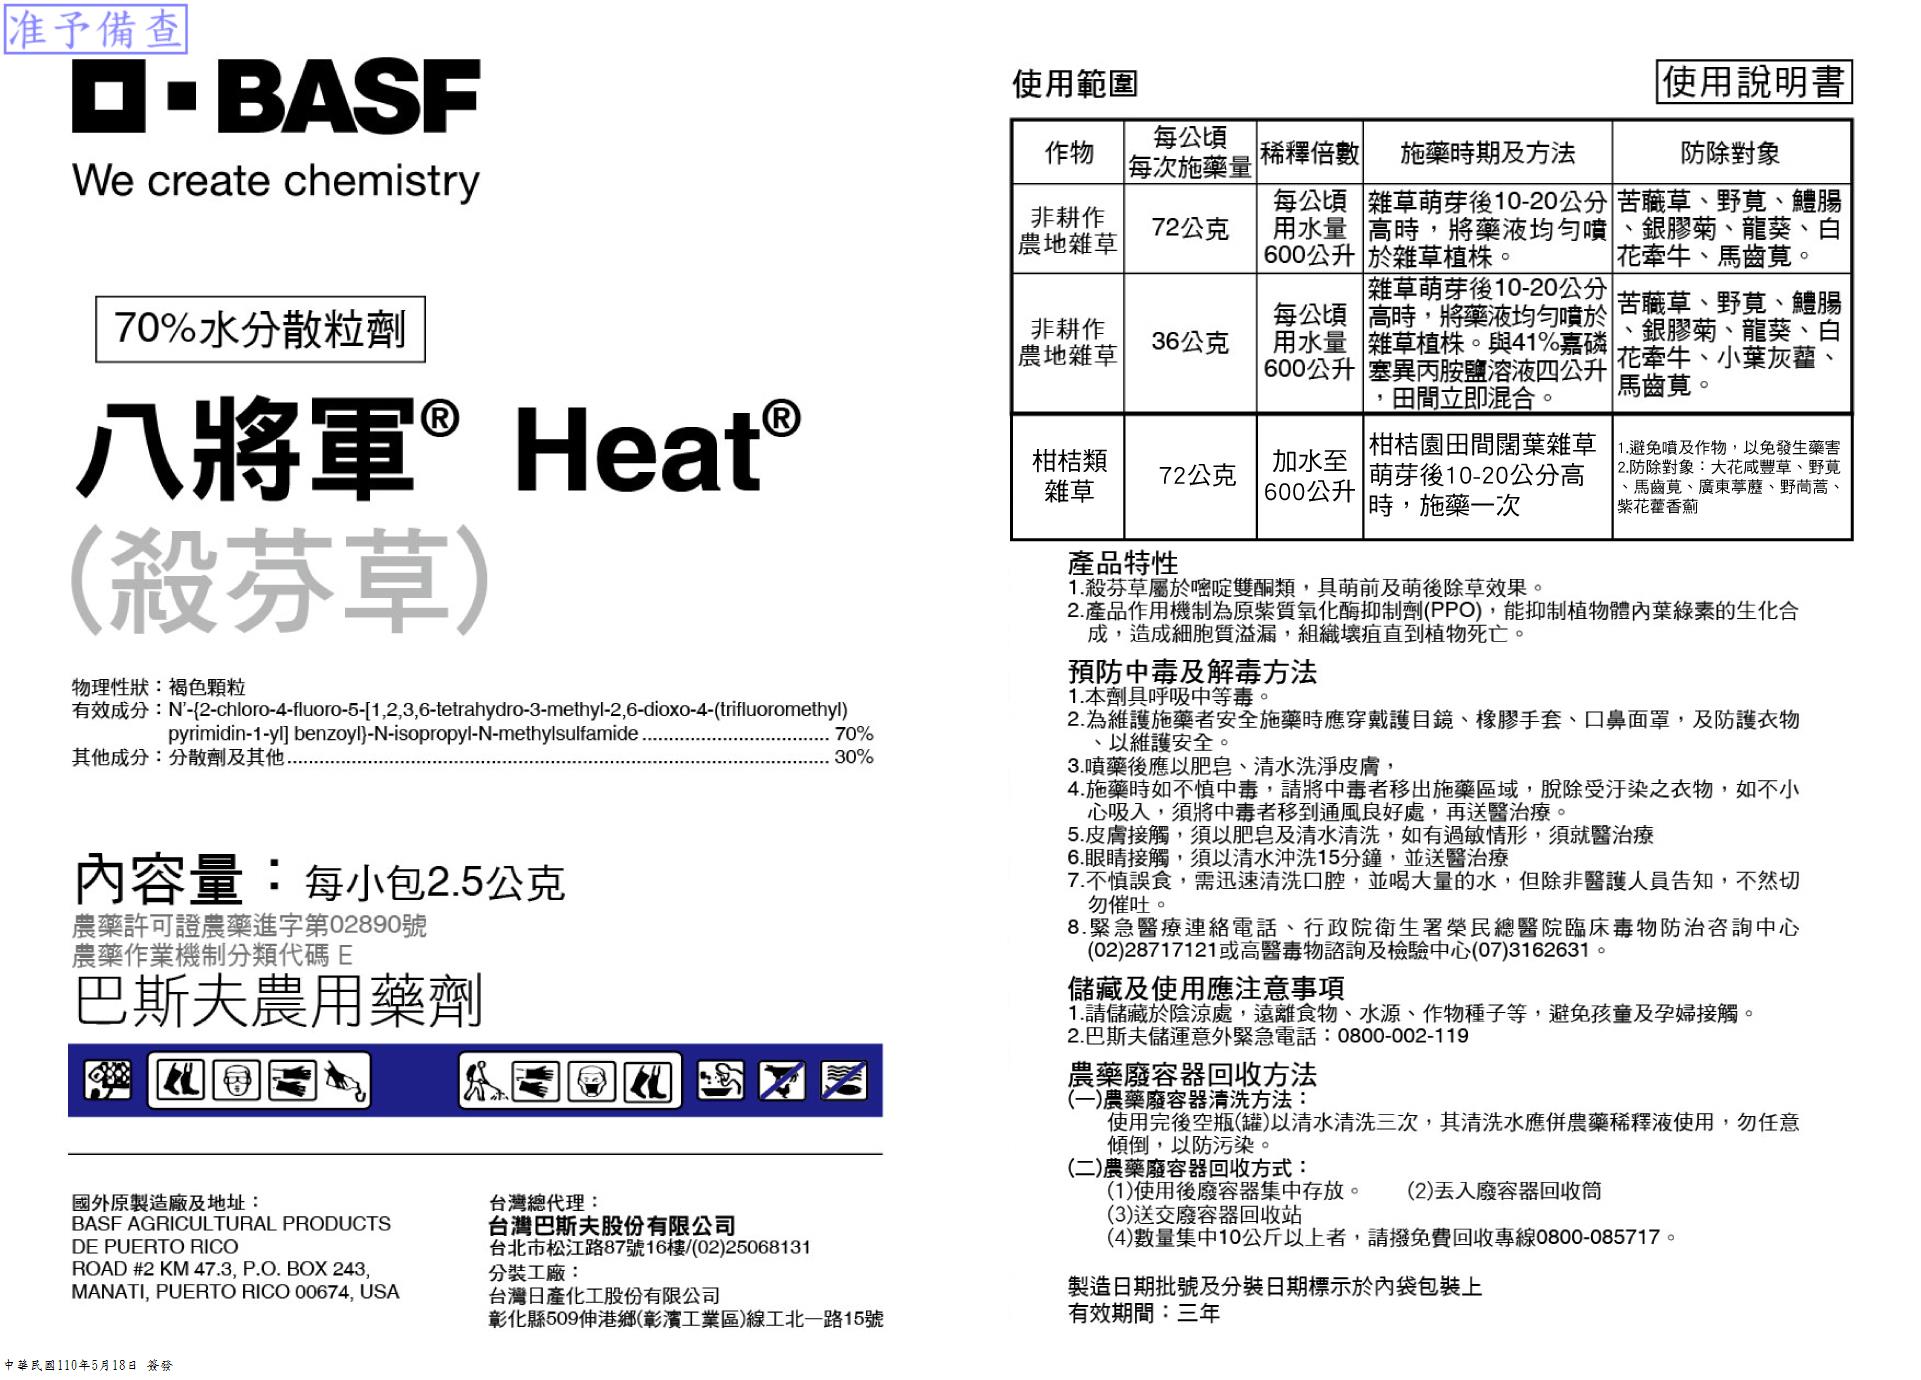 准予備查
BASF
We create chemistry
70%水分散粒劑
八將軍® Heat®
(殺芬草)
物理性狀：褐色顆粒
有效成分：N’-{2-chloro-4-fluoro-5-[1,2,3,6-tetrahydro-3-methyl-2,6-dioxo-4-(trifluoromethyl)
pyrimidin-1-yl] benzoyl}-N-isopropyl-N-methylsulfamide ................................ 70%
其他成分：分散劑及其他 .................................................................................... 30%
內容量：每小包2.5公克
農藥許可證農藥進字第02890號
農藥作業機制分類代碼 E
巴斯夫農用藥劑
國外原製造廠及地址：
BASF AGRICULTURAL PRODUCTS
DE PUERTO RICO
ROAD #2 KM 47.3, P.O. BOX 243,
MANATI, PUERTO RICO 00674, USA
台灣總代理：
台灣巴斯夫股份有限公司
台北市松江路87號16樓/(02)25068131
分裝工廠：
台灣日產化工股份有限公司
彰化縣509伸港鄉(彰濱工業區)線工北一路15號
中華民國110年5月18日 簽發
使用範圍
使用說明書
作物
每公頃
每次施藥量
稀釋倍數
施藥時期及方法
防除對象
非耕作
農地雜草
72公克
每公頃
用水量
600公升
雜草萌芽後10-20公分
高時，將藥液均勻噴
於雜草植株。
苦蘵草、野莧、鱧腸
、銀膠菊、龍葵、白
花牽牛、馬齒莧。
非耕作
農地雜草
36公克
每公頃
用水量
600公升
雜草萌芽後10-20公分
高時，將藥液均勻噴於
雜草植株。與41%嘉磷
塞異丙胺鹽溶液四公升
，田間立即混合。
苦蘵草、野莧、鱧腸
、銀膠菊、龍葵、白
花牽牛、小葉灰藋、
馬齒莧。
柑桔類
雜草
72公克
加水至
600公升
柑桔園田間闊葉雜草
萌芽後10-20公分高
時，施藥一次
1.避免噴及作物，以免發生藥害
2.防除對象：大花咸豐草、野莧
、馬齒莧、廣東葶藶、野茼蒿、
紫花藿香薊
產品特性
1.殺芬草屬於嘧啶雙酮類，具萌前及萌後除草效果。
2.產品作用機制為原紫質氧化酶抑制劑(PPO)，能抑制植物體內葉綠素的生化合
成，造成細胞質溢漏，組織壞疽直到植物死亡。
預防中毒及解毒方法
1.本劑具呼吸中等毒。
2.為維護施藥者安全施藥時應穿戴護目鏡、橡膠手套、口鼻面罩，及防護衣物
、以維護安全。
3.噴藥後應以肥皂、清水洗淨皮膚，
4.施藥時如不慎中毒，請將中毒者移出施藥區域，脫除受汙染之衣物，如不小
心吸入，須將中毒者移到通風良好處，再送醫治療。
5.皮膚接觸，須以肥皂及清水清洗，如有過敏情形，須就醫治療
6.眼睛接觸，須以清水沖洗15分鐘，並送醫治療
7.不慎誤食，需迅速清洗口腔，並喝大量的水，但除非醫護人員告知，不然切
勿催吐。
8.緊急醫療連絡電話、行政院衛生署榮民總醫院臨床毒物防治咨詢中心
(02)28717121或高醫毒物諮詢及檢驗中心(07)3162631。
儲藏及使用應注意事項
1.請儲藏於陰涼處，遠離食物、水源、作物種子等，避免孩童及孕婦接觸。
2.巴斯夫儲運意外緊急電話：0800-002-119
農藥廢容器回收方法
(一)農藥廢容器清洗方法：
使用完後空瓶(罐)以清水清洗三次，其清洗水應併農藥稀釋液使用，勿任意
傾倒，以防污染。
(二)農藥廢容器回收方式：
(1)使用後廢容器集中存放。 (2)丟入廢容器回收筒
(3)送交廢容器回收站
(4)數量集中10公斤以上者，請撥免費回收專線0800-085717。
製造日期批號及分裝日期標示於內袋包裝上
有效期間：三年